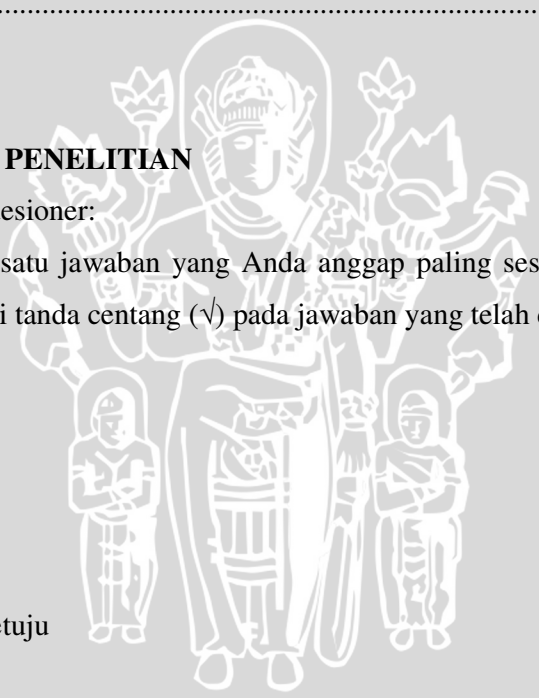 PENELITIAN
esioner:
satu jawaban yang Anda anggap paling ses
i tanda centang (√) pada jawaban yang telah
etuju